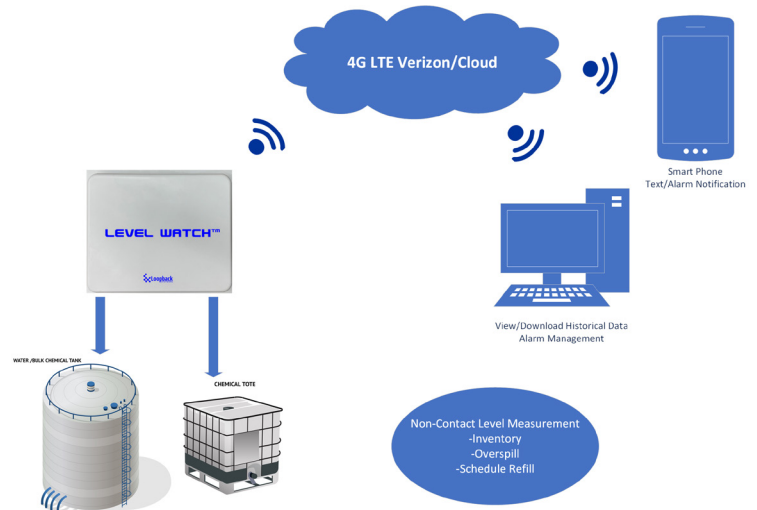 4G LTE Verizon/Cloud
Smart Phone
Text/Alarm Notification
LEVEL WATCH™
Loopback
View/Download Historical Data
Alarm Management
WATER /BULK CHEMICAL TANK
CHEMICAL TOTE
Non-Contact Level Measurement
-Inventory
-Overspill
-Schedule Refill